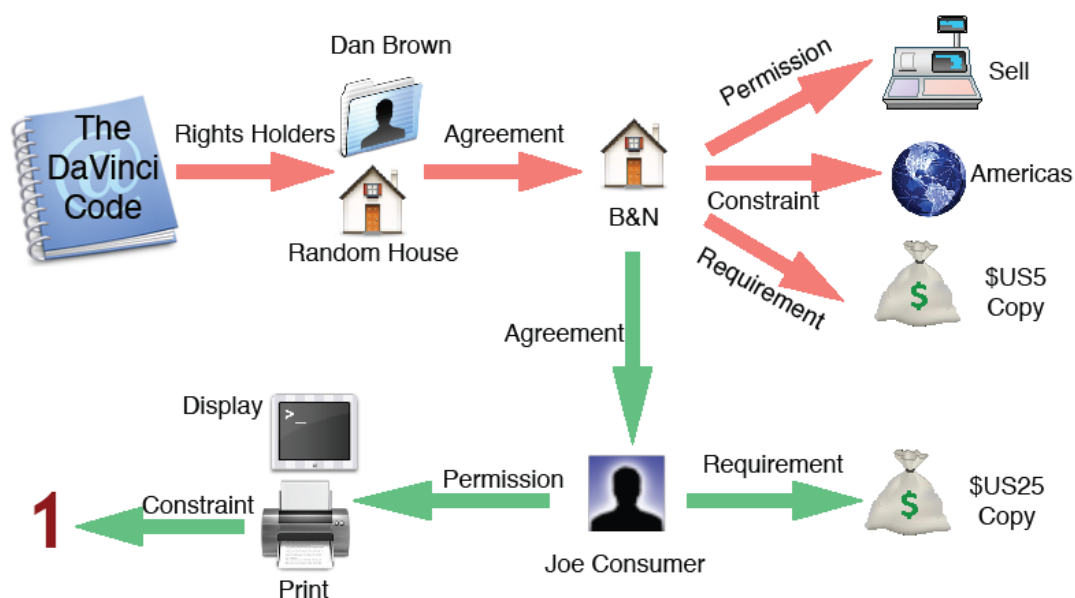 Dan Brown
The
DaVinci
Code
Rights Holders
Agreement
Random House
B&N
Permission
Sell
Constraint
Americas
Requirement
$
$US5
Copy
Agreement
Display
>_
Permission
Requirement
Constraint
1
$
$US25
Copy
Joe Consumer
Print